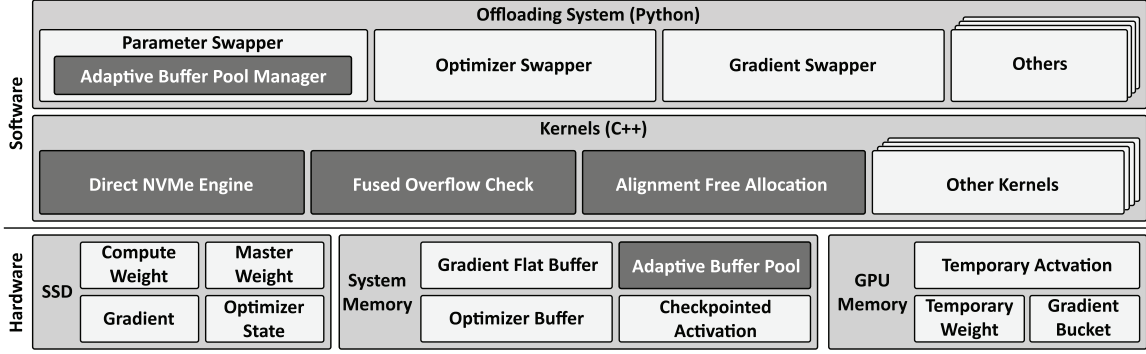 Software
Offloading System (Python)
Parameter Swapper
Adaptive Buffer Pool Manager
Optimizer Swapper
Gradient Swapper
Others
Kernels (C++)
Direct NVMe Engine
Fused Overflow Check
Alignment Free Allocation
Other Kernels
Hardware
SSD
Compute
Weight
Master
Weight
Gradient
Optimizer
State
System
Memory
Gradient Flat Buffer
Adaptive Buffer Pool
Optimizer Buffer
Checkpointed
Activation
GPU
Memory
Temporary Actvation
Temporary
Weight
Gradient
Bucket